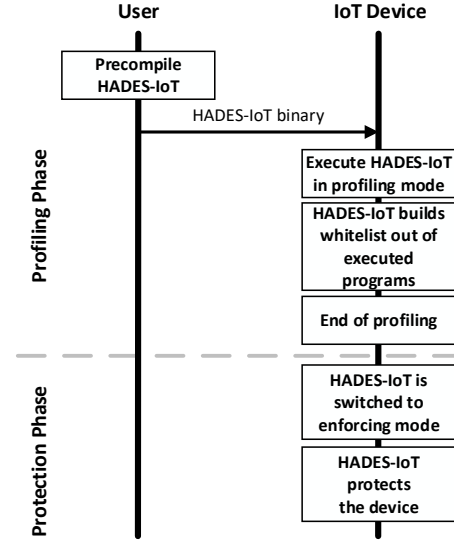 User
IoT Device
Precompile
HADES-IoT
HADES-IoT binary
Execute HADES-IoT
in profiling mode
HADES-IoT builds
whitelist out of
executed
programs
End of profiling
Profiling Phase
HADES-IoT is
switched to
enforcing mode
HADES-IoT
protects
the device
Protection Phase